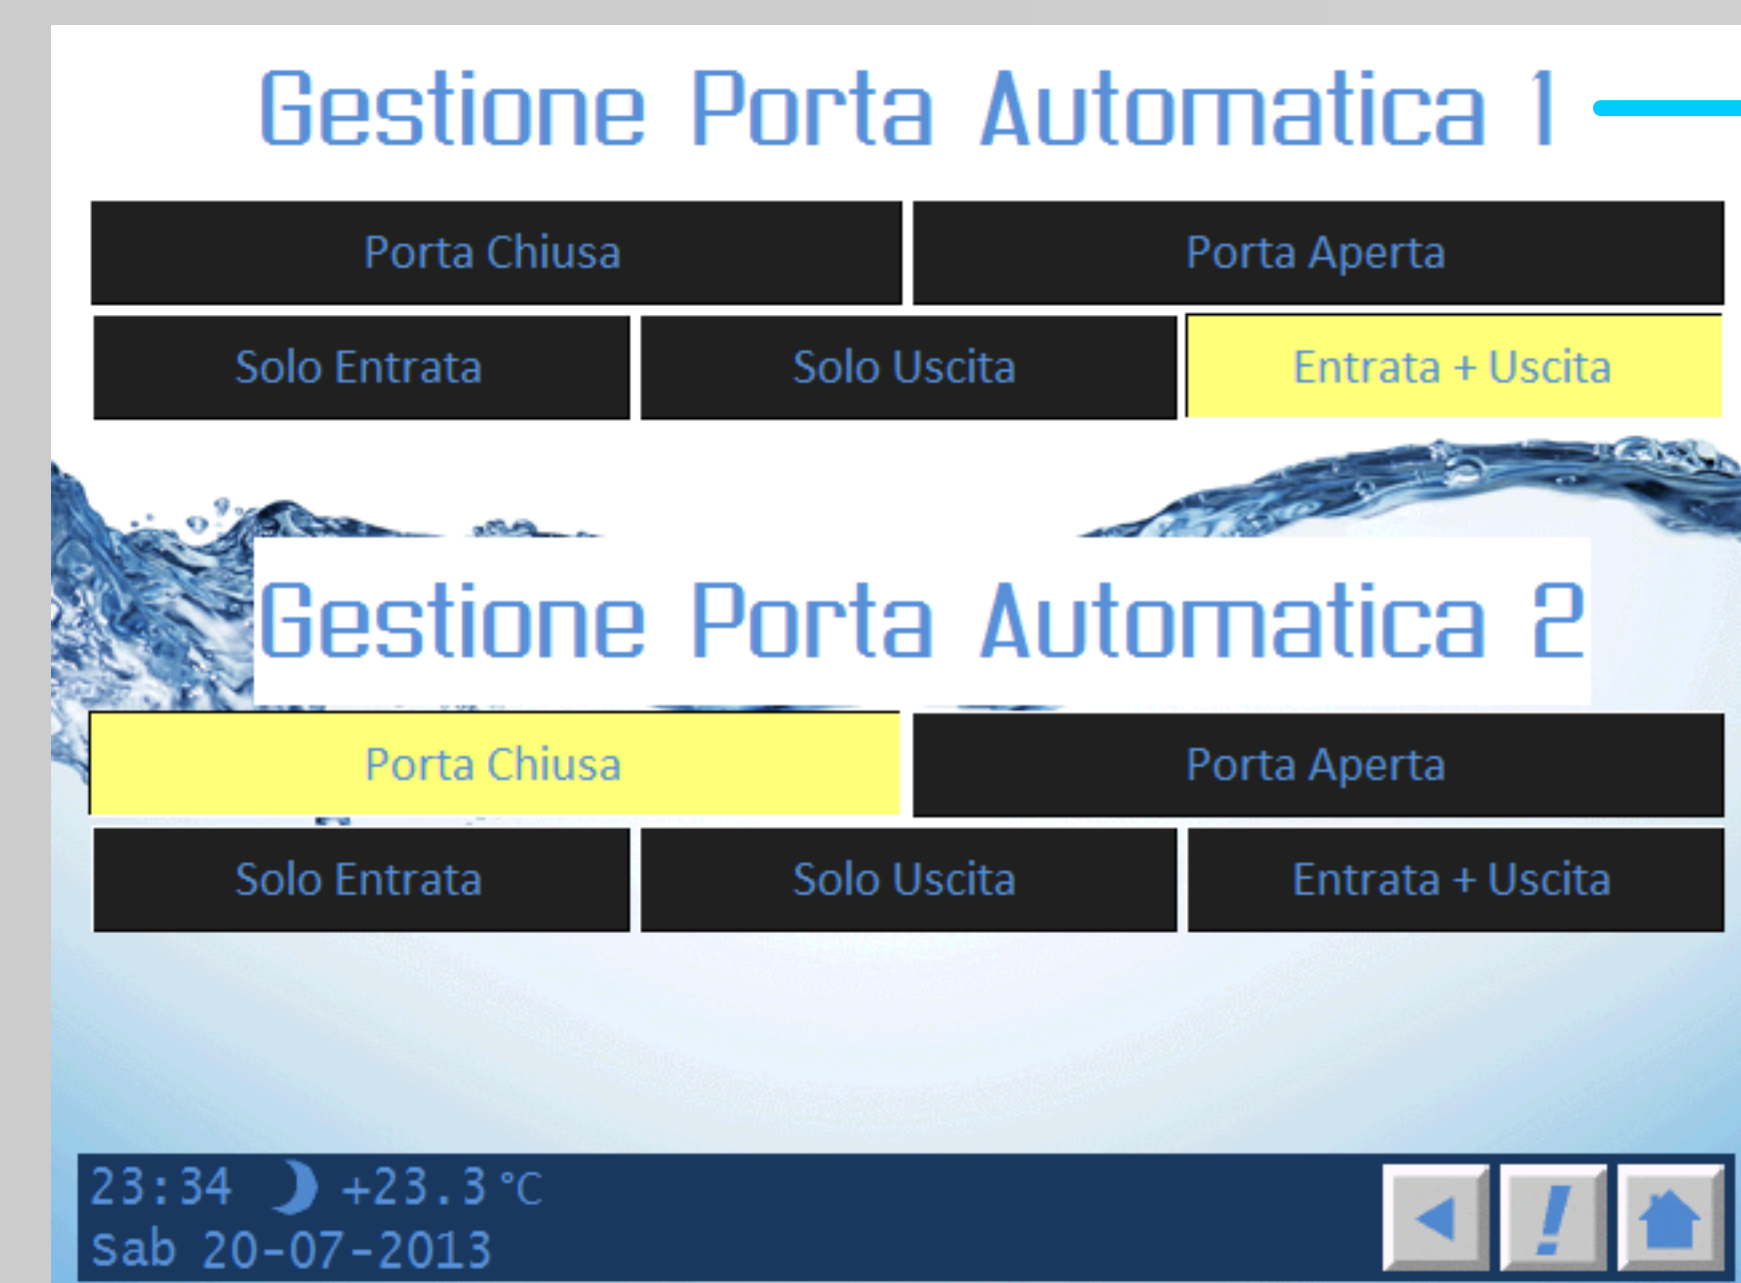 Gestione Porta Automatica 1
Porta Chiusa
Porta Aperta
Solo Entrata
Solo Uscita
Entrata + Uscita
Gestione Porta Automatica 2
Porta Chiusa
Porta Aperta
Solo Entrata
Solo Uscita
Entrata + Uscita
23:34 +23.3 °C
Sab 20-07-2013
!